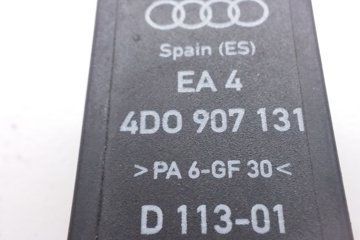 Spain (ES)
EA 4
4D0 907 131
>PA 6-GF 30<
D 113-01